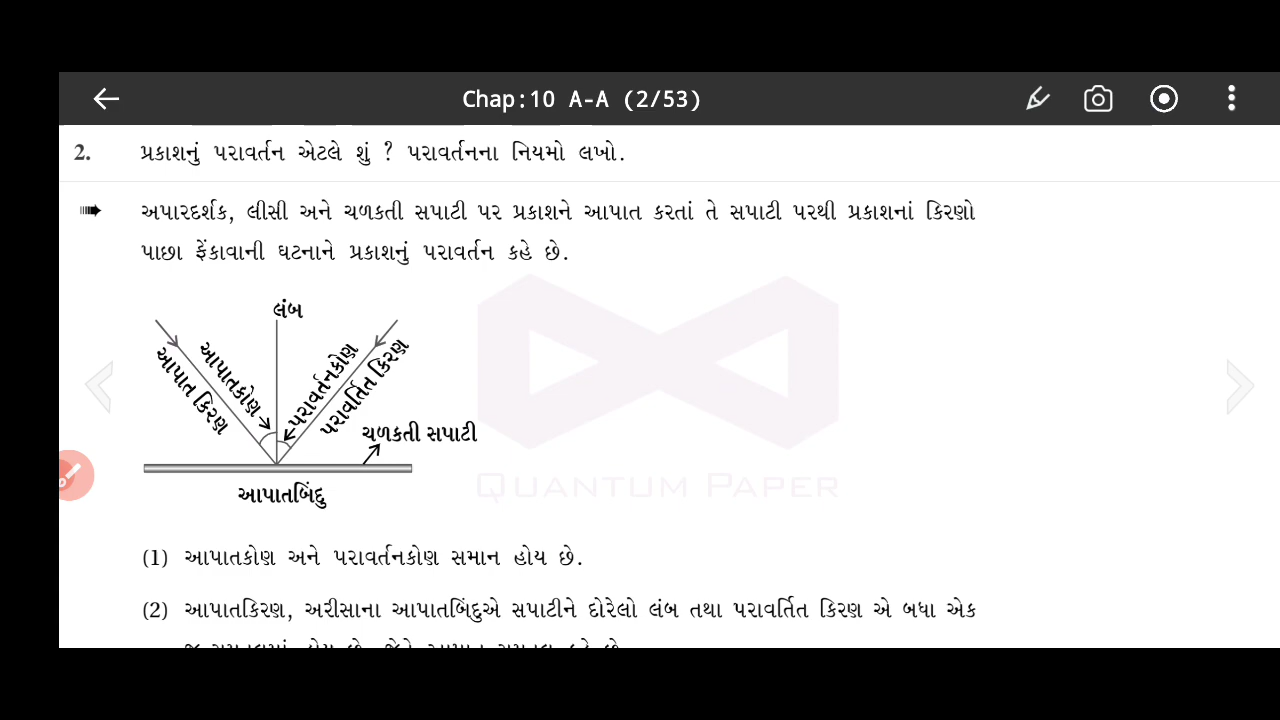 Chap:10 A-A (2/53)
2. પ્રકાશનું પરાવર્તન એટલે શું ? પરાવર્તનના નિયમો લખો.
અપારદર્શક, લીસી અને ચળકતી સપાટી પર પ્રકાશને આપાત કરતાં તે સપાટી પરથી પ્રકાશનાં કિરણો
પાછા ફેંકાવાની ઘટનાને પ્રકાશનું પરાવર્તન કહે છે.
લંબ
આપાત કિરણ
આપાતકોણ
પરાવર્તનકોણ
પરાવર્તિત કિરણ
ચળકતી સપાટી
આપાતબિંદુ
QUANTUM PAPER
(1) આપાતકોણ અને પરાવર્તનકોણ સમાન હોય છે.
(2) આપાતકિરણ, અરીસાના આપાતબિંદુએ સપાટીને દોરેલો લંબ તથા પરાવર્તિત કિરણ એ બધા એક